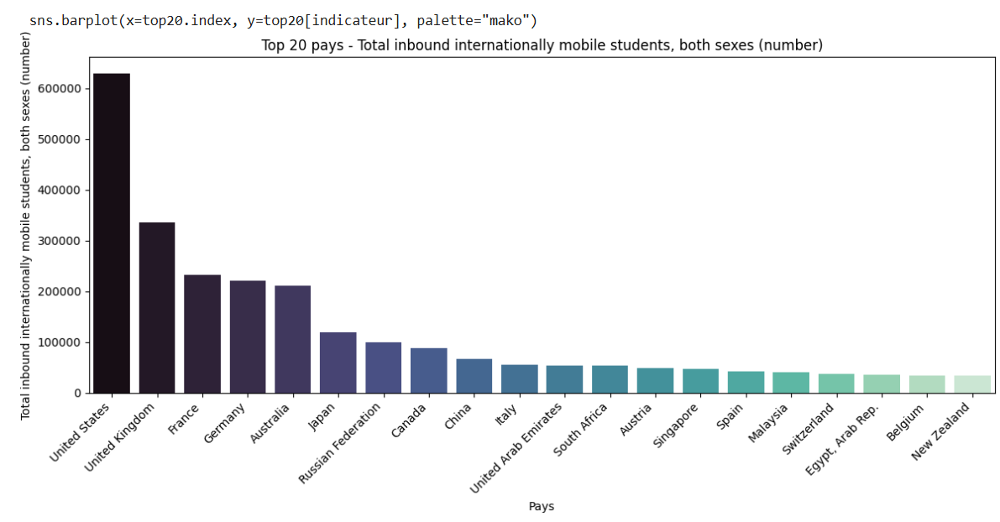 sns.barplot(x=top20.index, y=top20[indicateur], palette="mako")
Top 20 pays - Total inbound internationally mobile students, both sexes (number)
Total inbound internationally mobile students, both sexes (number)
600000
500000
400000
300000
200000
100000
0
United States
United Kingdom
France
Germany
Australia
Japan
Russian Federation
Canada
China
Italy
United Arab Emirates
South Africa
Austria
Singapore
Spain
Malaysia
Switzerland
Egypt, Arab Rep.
Belgium
New Zealand
Pays